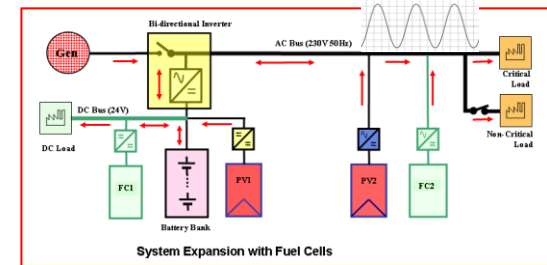 Bi-directional Inverter
Gen
AC Bus (230V 50Hz)
Critical
Load
DC Bus (24V)
Non-Critical
Load
DC Load
FC1
PV1
PV2
FC2
Battery Bank
System Expansion with Fuel Cells